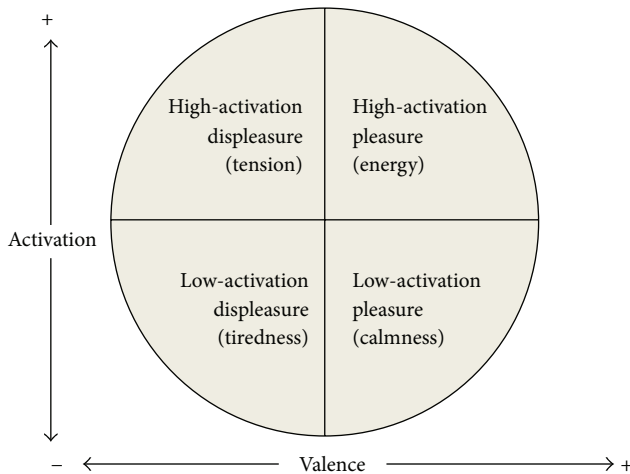 +
High-activation
displeasure
(tension)
High-activation
pleasure
(energy)
Activation
Low-activation
displeasure
(tiredness)
Low-activation
pleasure
(calmness)
−
Valence
+